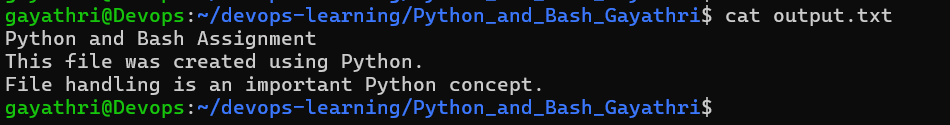 gayathri@Devops:~/devops-learning/Python_and_Bash_Gayathri$ cat output.txt
Python and Bash Assignment
This file was created using Python.
File handling is an important Python concept.
gayathri@Devops:~/devops-learning/Python_and_Bash_Gayathri$